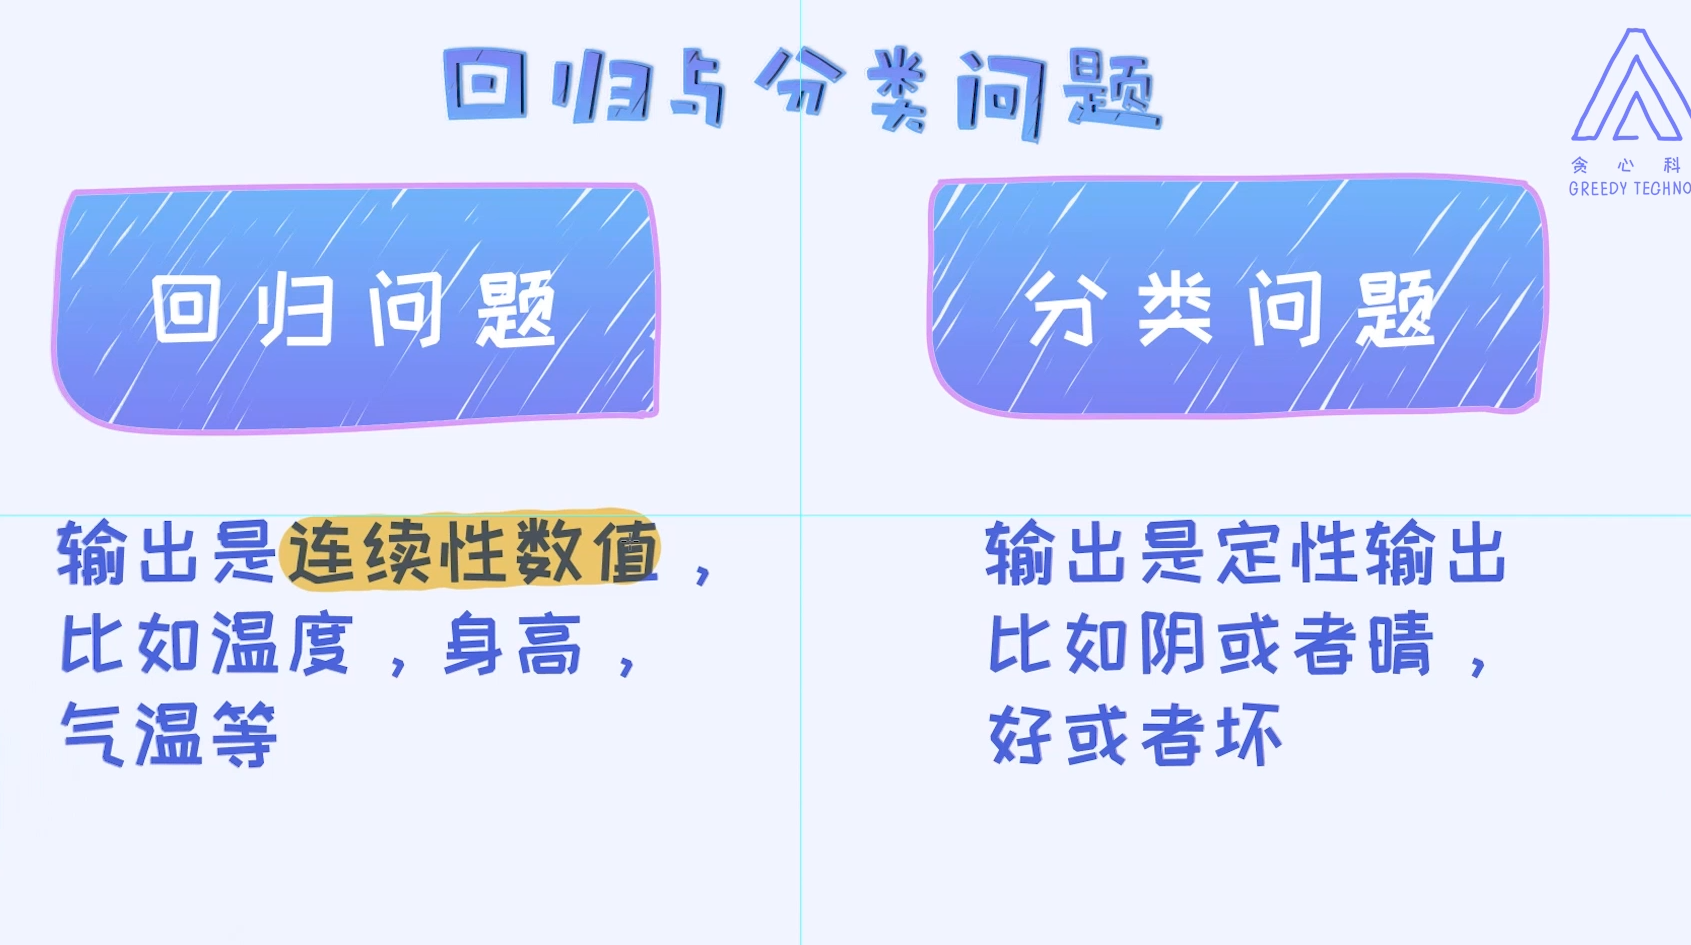 回归与分类问题
贪心科
GREEDY TECHNO
回归问题
分类问题
输出是连续性数值，
比如温度，身高，
气温等
输出是定性输出
比如阴或者晴，
好或者坏